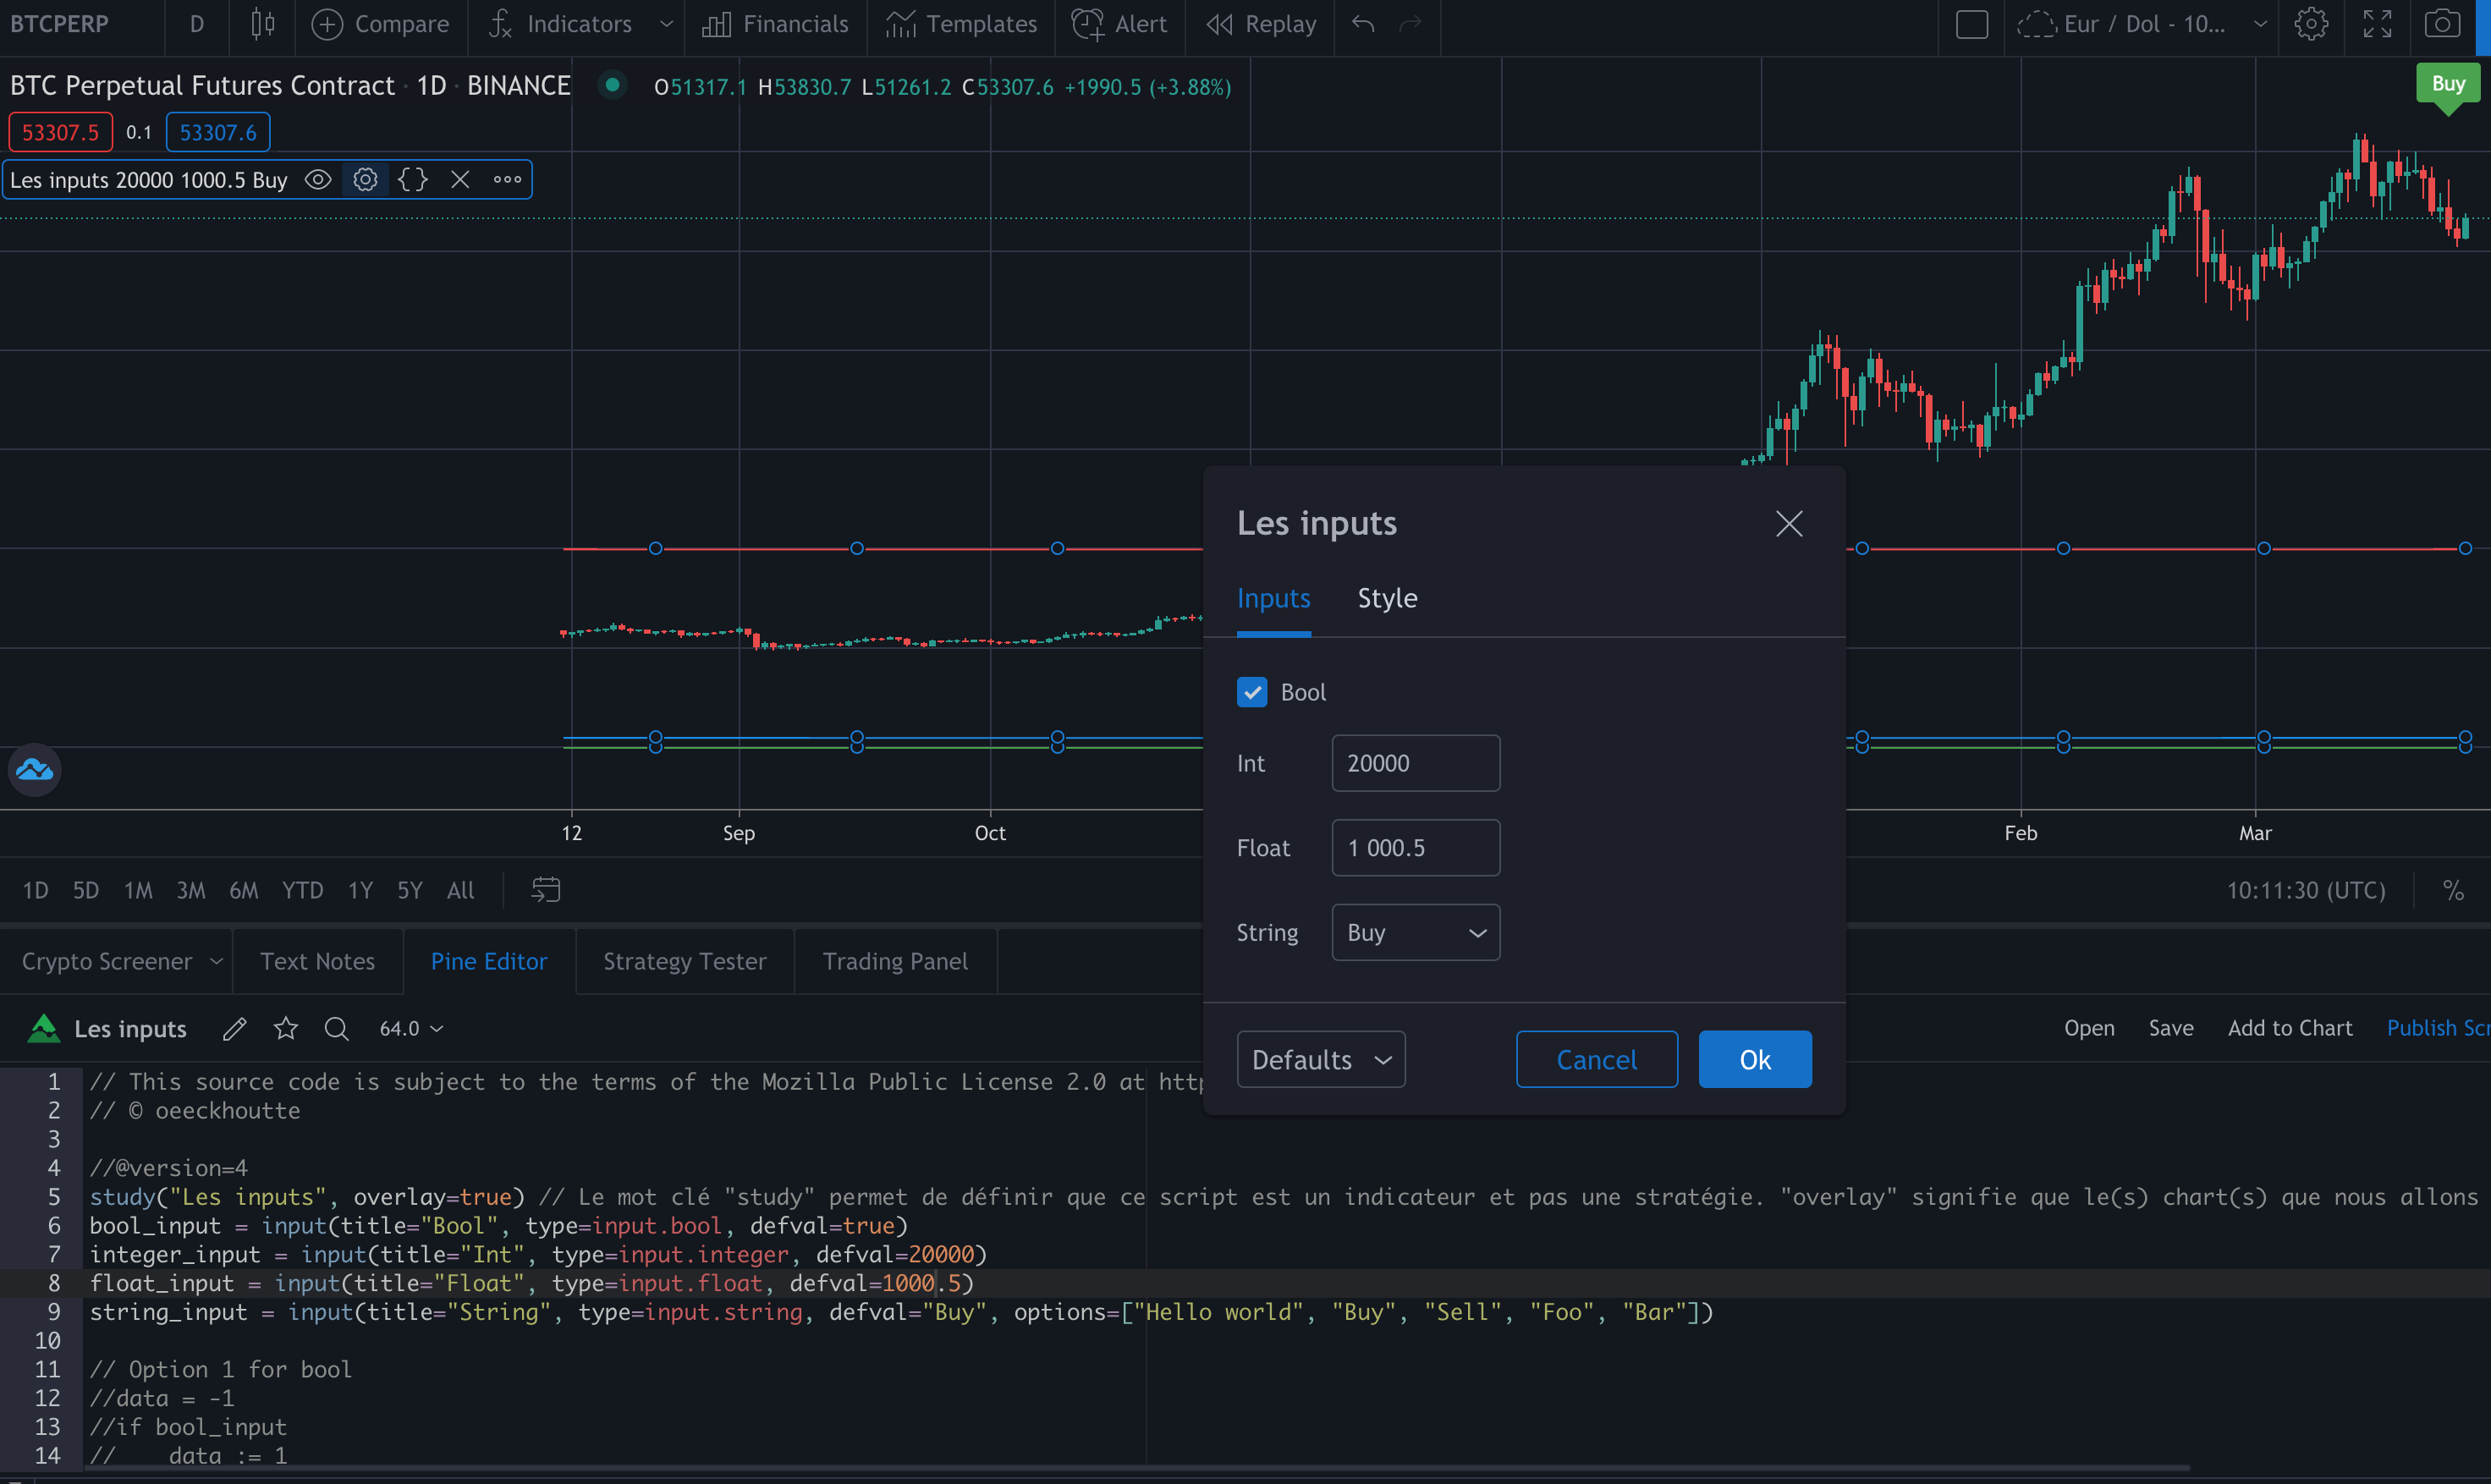 BTCPERP D Compare Indicators Financials Templates Alert Replay Eur / Dol - 10...
BTC Perpetual Futures Contract · 1D · BINANCE O51317.1 H53830.7 L51261.2 C53307.6 +1990.5 (+3.88%)
Buy
53307.5 0.1 53307.6
Les inputs 20000 1000.5 Buy
Les inputs
Inputs Style
Bool
Int 20000
Float 1 000.5
String Buy
Defaults Cancel Ok
12 Sep Oct Feb Mar
1D 5D 1M 3M 6M YTD 1Y 5Y All 10:11:30 (UTC) %
Crypto Screener Text Notes Pine Editor Strategy Tester Trading Panel
Les inputs 64.0 Open Save Add to Chart Publish
1 // This source code is subject to the terms of the Mozilla Public License 2.0 at
2 // © oeeckhoutte
3
4 //@version=4
5 study("Les inputs", overlay=true) // Le mot clé "study" permet de définir que ce script est un indicateur et pas une stratégie. "overlay" signifie que le(s) chart(s) que nous allons
6 bool_input = input(title="Bool", type=input.bool, defval=true)
7 integer_input = input(title="Int", type=input.integer, defval=20000)
8 float_input = input(title="Float", type=input.float, defval=1000.5)
9 string_input = input(title="String", type=input.string, defval="Buy", options=["Hello world", "Buy", "Sell", "Foo", "Bar"])
10
11 // Option 1 for bool
12 //data = -1
13 //if bool_input
14 //    data := 1